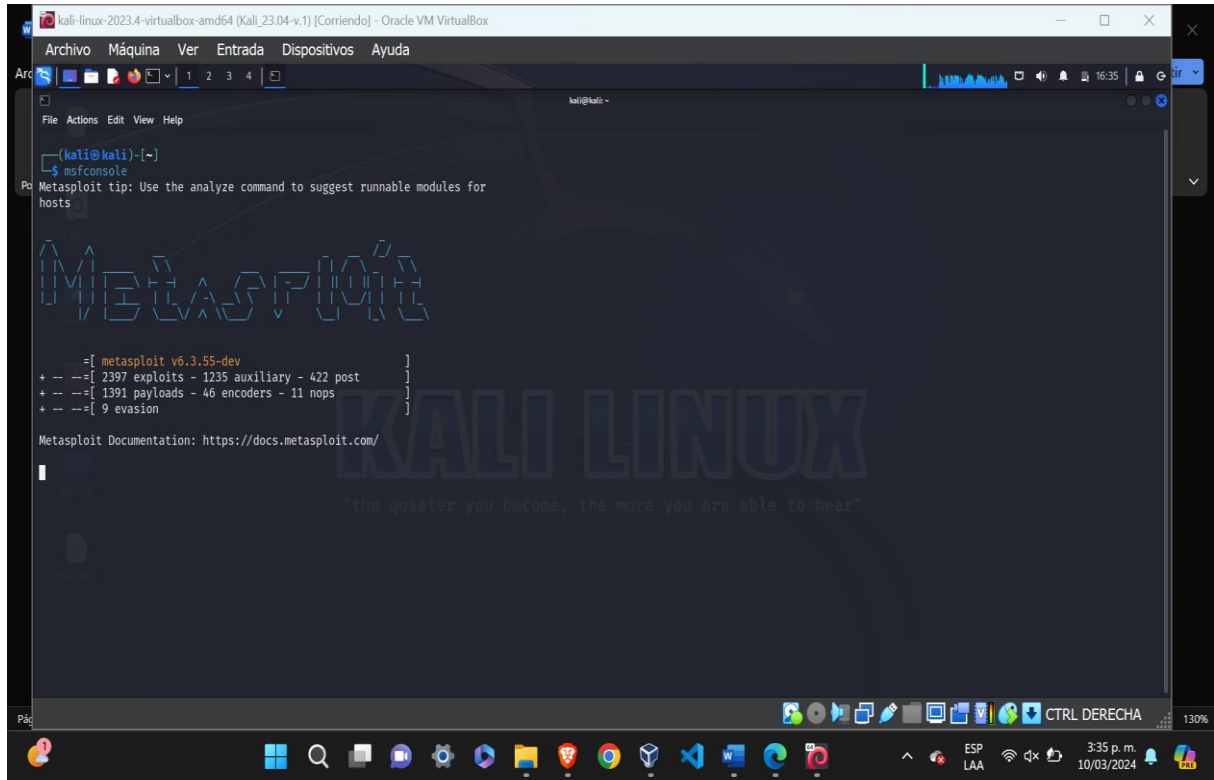 kali-linux-2023.4-virtualbox-amd64 (Kali_23.04-v.1) [Corriendo] - Oracle VM VirtualBox
Archivo Máquina Ver Entrada Dispositivos Ayuda
1 2 3 4
16:35
kali@kali: ~
File Actions Edit View Help
(kali㉿kali)-[~]
$ msfconsole
Metasploit tip: Use the analyze command to suggest runnable modules for
hosts
Metasploit
=[ metasploit v6.3.55-dev ]
+ -- --=[ 2397 exploits - 1235 auxiliary - 422 post ]
+ -- --=[ 1391 payloads - 46 encoders - 11 nops ]
+ -- --=[ 9 evasion ]
Metasploit Documentation: https://docs.metasploit.com/
KALI LINUX
"the quieter you become, the more you are able to hear"
CTRL DERECHA
130%
1
ESP
LAA
3:35 p. m.
10/03/2024
PRE